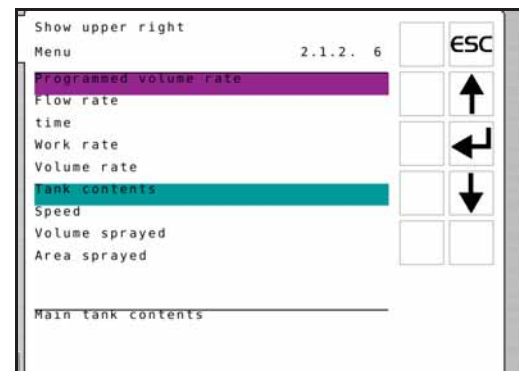 Show upper right
Menu 2.1.2. 6
ESC
Programmed volume rate
Flow rate
time
Work rate
Volume rate
Tank contents
Speed
Volume sprayed
Area sprayed
Main tank contents